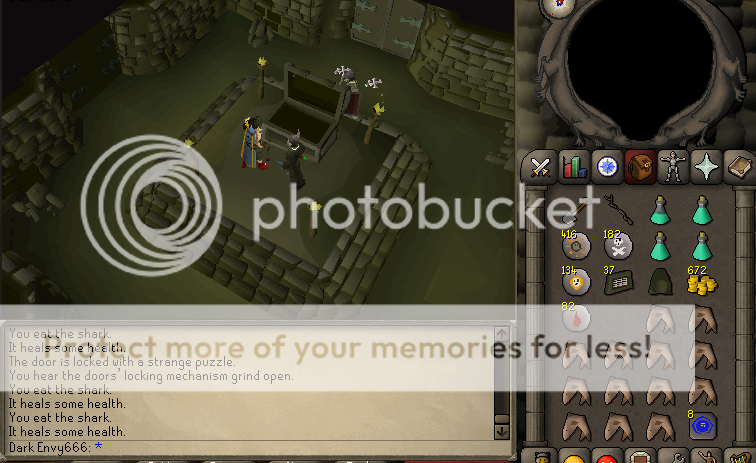 416
182
134
37
672
82
photobucket
Protect more of your memories for less!
You eat the shark.
It heals some health.
The door is locked with a strange puzzle.
You hear the doors' locking mechanism grind open.
You eat the shark.
It heals some health.
You eat the shark.
It heals some health.
8
Dark Envy666: *